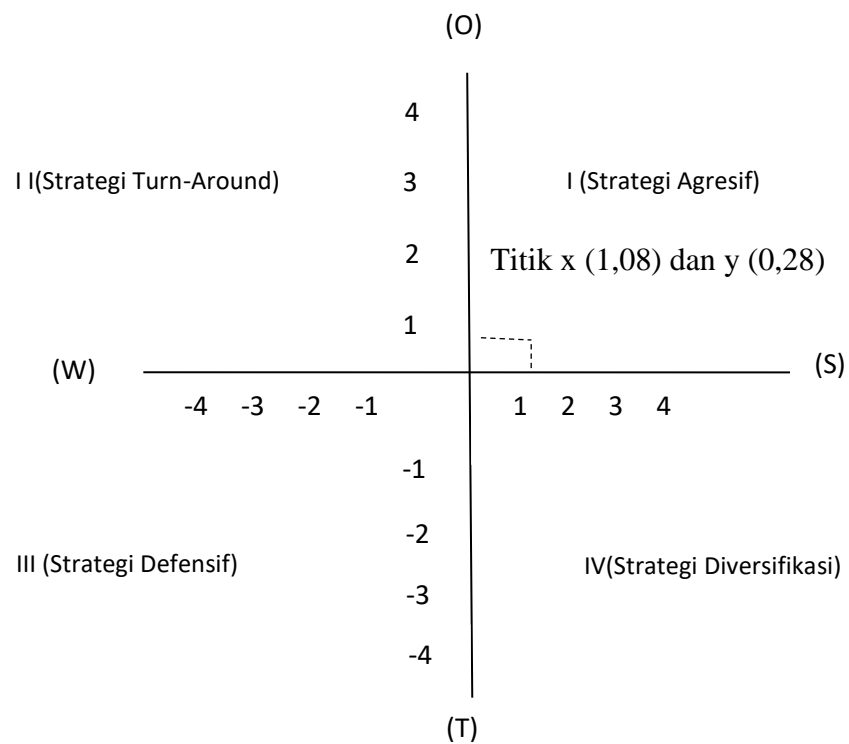 (O)
4
I I(Strategi Turn-Around)
3
I (Strategi Agresif)
2
Titik x (1,08) dan y (0,28)
1
(W)
(S)
-4 -3 -2 -1
1 2 3 4
-1
-2
III (Strategi Defensif)
IV(Strategi Diversifikasi)
-3
-4
(T)